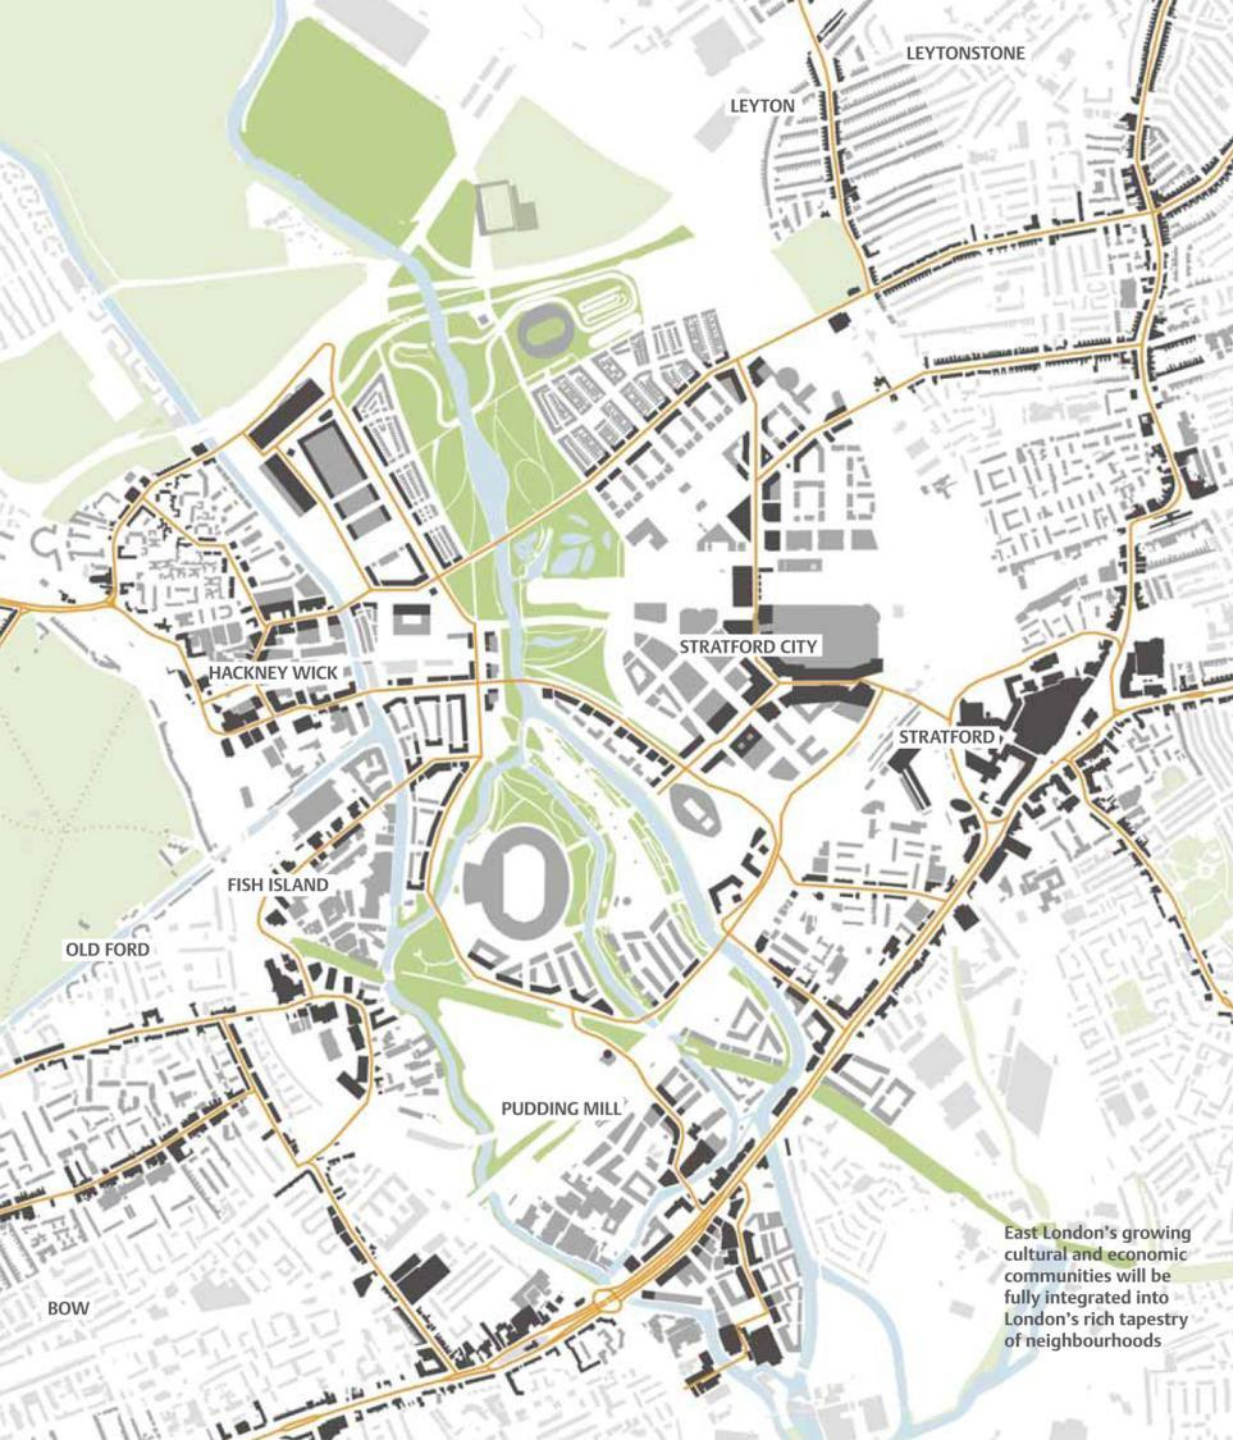 LEYTONSTONE
LEYTON
STRATFORD CITY
HACKNEY WICK
STRATFORD
FISH ISLAND
OLD FORD
PUDDING MILL
East London's growing
cultural and economic
communities will be
fully integrated into
London's rich tapestry
of neighbourhoods
BOW